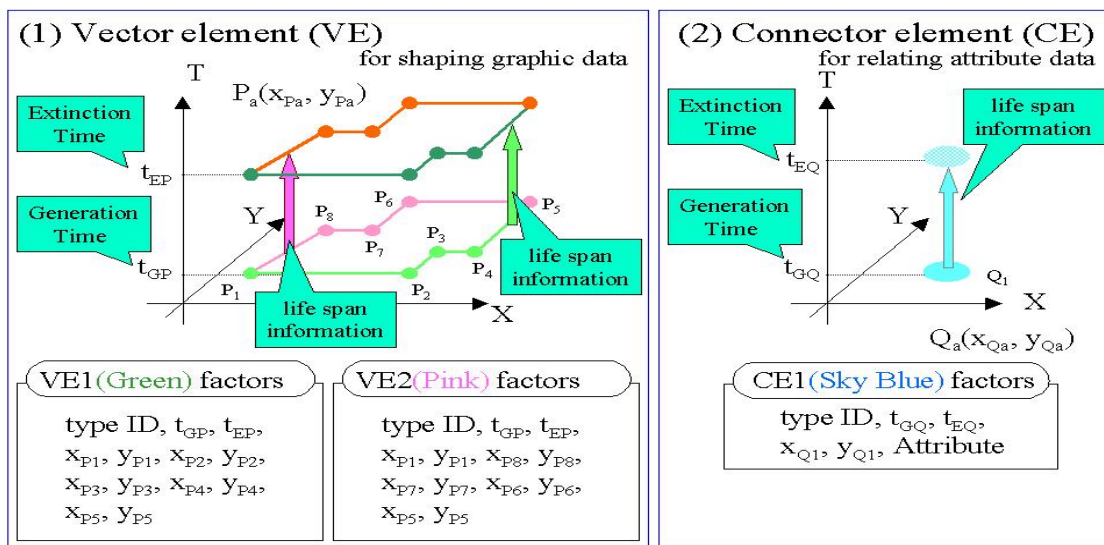 (1) Vector element (VE)
for shaping graphic data
T
Pa(xPa, yPa)
Extinction
Time
tEP
Generation
Time
Y
tGP
P1
P8
P7
P6
P5
P3
P4
P2
life span
information
life span
information
X
VE1(Green) factors
type ID, tGP, tEP,
xP1, yP1, xP2, yP2,
xP3, yP3, xP4, yP4,
xP5, yP5
VE2(Pink) factors
type ID, tGP, tEP,
xP1, yP1, xP8, yP8,
xP7, yP7, xP6, yP6,
xP5, yP5
(2) Connector element (CE)
for relating attribute data
T
Extinction
Time
life span
information
tEQ
Generation
Time
Y
tGQ
Q1
X
Qa(xQa, yQa)
CE1(Sky Blue) factors
type ID, tGQ, tEQ,
xQ1, yQ1, Attribute